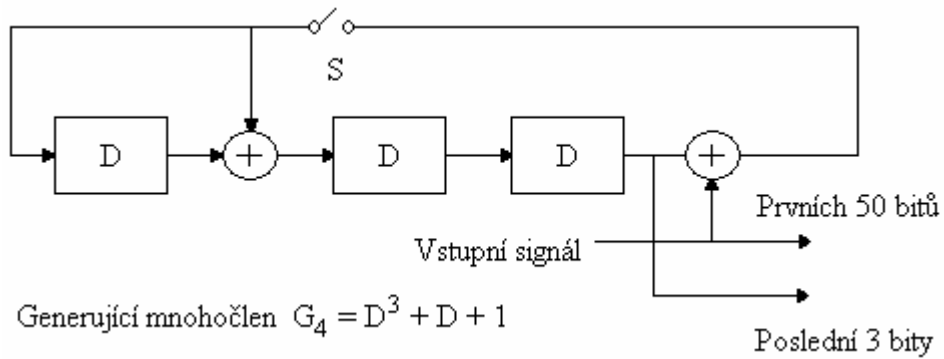 S
D
+
D
D
+
Prvních 50 bitů
Vstupní signál
Generující mnohočlen G₄ = D³ + D + 1
Poslední 3 bity